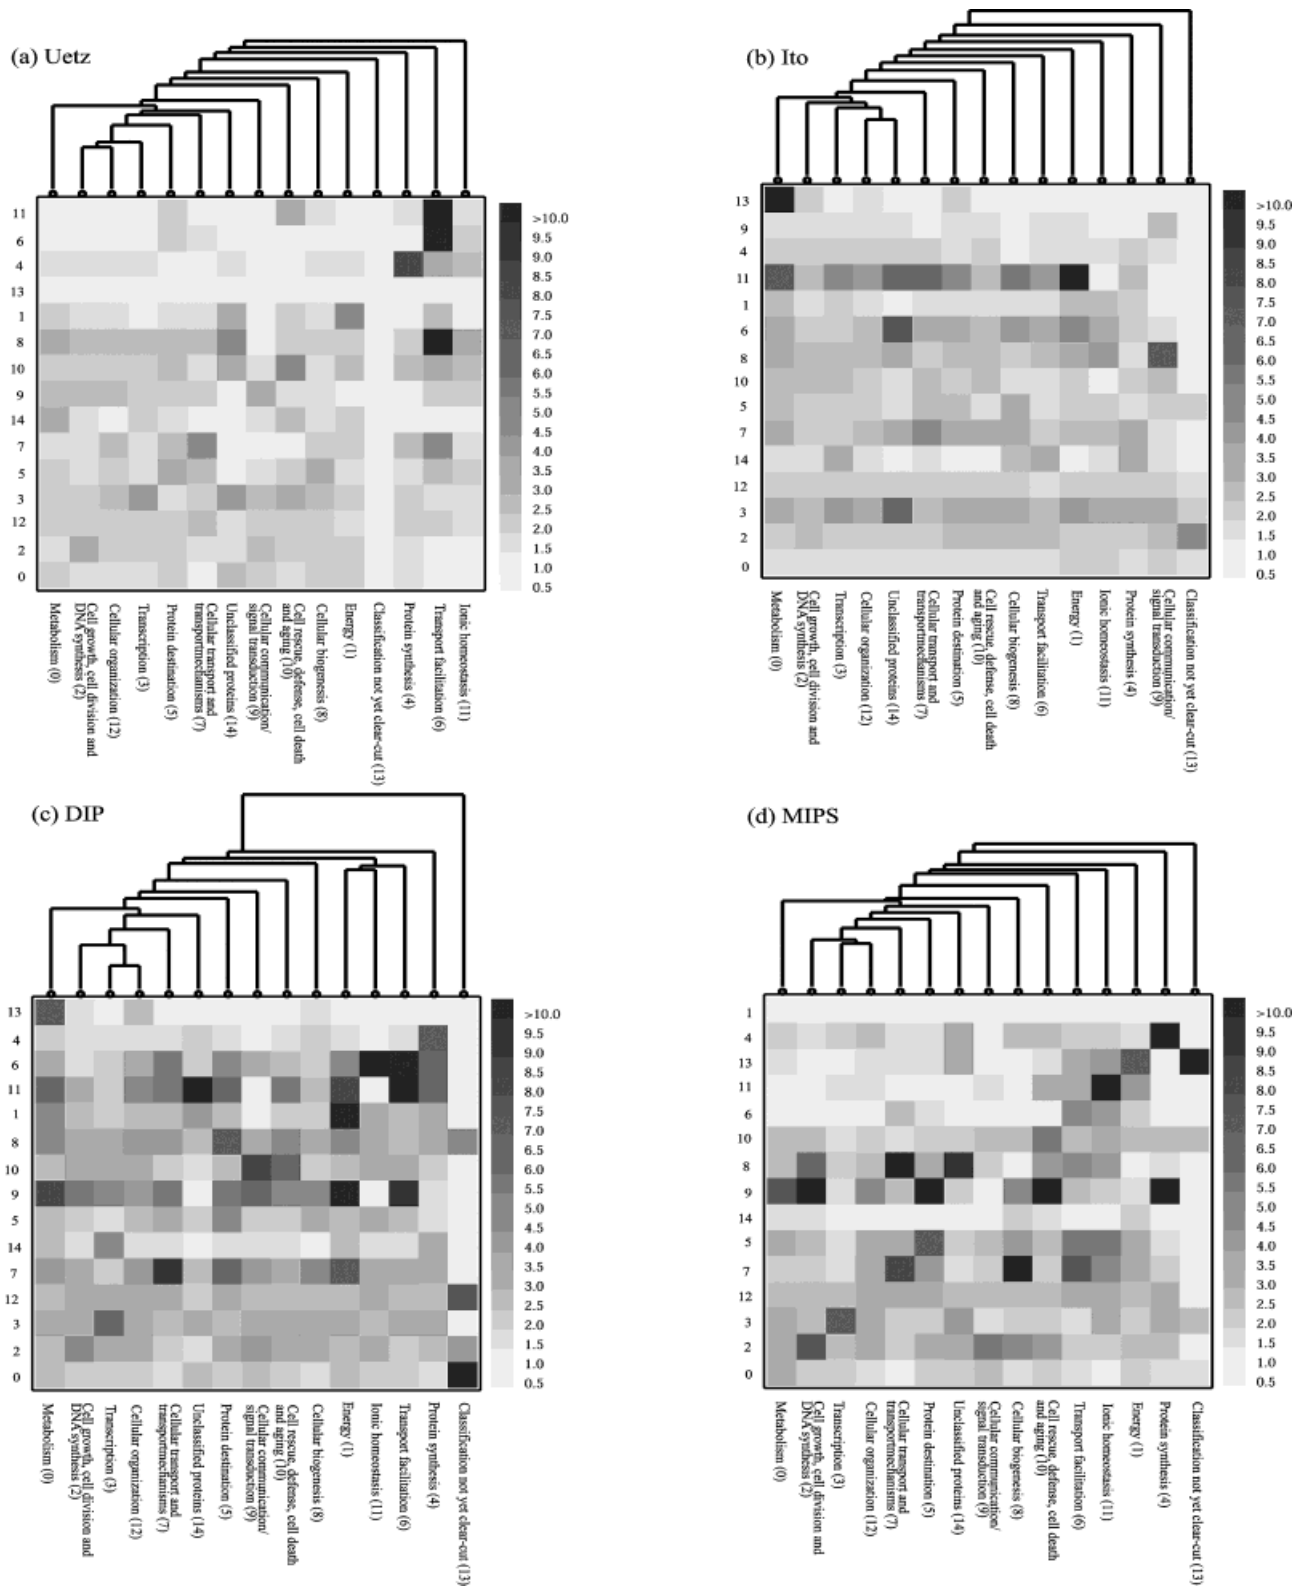 (a) Uetz
11
6
4
13
1
8
10
9
14
7
5
3
12
2
0
>10.0
9.5
9.0
8.5
8.0
7.5
7.0
6.5
6.0
5.5
5.0
4.5
4.0
3.5
3.0
2.5
2.0
1.5
1.0
0.5
Metabolism (0)
Cell growth, cell division and
DNA synthesis (2)
Cellular organization (12)
Transcription (3)
Protein destination (5)
Cellular transport and
transportmechanisms (7)
Unclassified proteins (14)
Cellular communication/
signal transduction (9)
Cell rescue, defense, cell death
and aging (10)
Cellular biogenesis (8)
Energy (1)
Classification not yet clear-cut (13)
Protein synthesis (4)
Transport facilitation (6)
Ionic homeostasis (11)
(b) Ito
13
9
4
11
1
6
8
10
5
7
14
12
3
2
0
>10.0
9.5
9.0
8.5
8.0
7.5
7.0
6.5
6.0
5.5
5.0
4.5
4.0
3.5
3.0
2.5
2.0
1.5
1.0
0.5
Metabolism (0)
Cell growth, cell division and
DNA synthesis (2)
Transcription (3)
Cellular organization (12)
Unclassified proteins (14)
Cellular transport and
transportmechanisms (7)
Protein destination (5)
Cell rescue, defense, cell death
and aging (10)
Cellular biogenesis (8)
Transport facilitation (6)
Energy (1)
Ionic homeostasis (11)
Protein synthesis (4)
Cellular communication/
signal transduction (9)
Classification not yet clear-cut (13)
(c) DIP
13
4
6
11
1
8
10
9
5
14
7
12
3
2
0
>10.0
9.5
9.0
8.5
8.0
7.5
7.0
6.5
6.0
5.5
5.0
4.5
4.0
3.5
3.0
2.5
2.0
1.5
1.0
0.5
Metabolism (0)
Cell growth, cell division and
DNA synthesis (2)
Transcription (3)
Cellular organization (12)
Cellular transport and
transportmechanisms (7)
Unclassified proteins (14)
Protein destination (5)
Cellular communication/
signal transduction (9)
Cell rescue, defense, cell death
and aging (10)
Cellular biogenesis (8)
Energy (1)
Ionic homeostasis (11)
Transport facilitation (6)
Protein synthesis (4)
Classification not yet clear-cut (13)
(d) MIPS
1
4
13
11
6
10
8
9
14
5
7
12
3
2
0
>10.0
9.5
9.0
8.5
8.0
7.5
7.0
6.5
6.0
5.5
5.0
4.5
4.0
3.5
3.0
2.5
2.0
1.5
1.0
0.5
Metabolism (0)
Cell growth, cell division and
DNA synthesis (2)
Transcription (3)
Cellular organization (12)
Cellular transport and
transportmechanisms (7)
Protein destination (5)
Unclassified proteins (14)
Cellular communication/
signal transduction (9)
Cellular biogenesis (8)
Cell rescue, defense, cell death
and aging (10)
Transport facilitation (6)
Ionic homeostasis (11)
Energy (1)
Protein synthesis (4)
Classification not yet clear-cut (13)